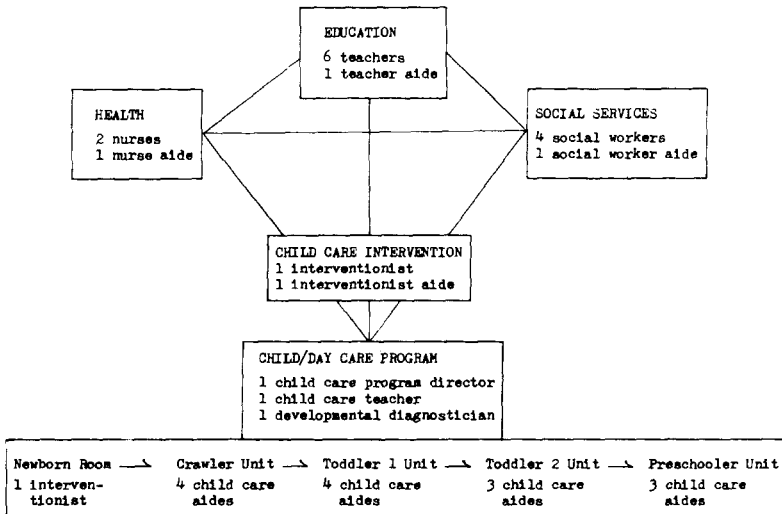 EDUCATION
6 teachers
1 teacher aide
HEALTH
2 nurses
1 nurse aide
SOCIAL SERVICES
4 social workers
1 social worker aide
CHILD CARE INTERVENTION
1 interventionist
1 interventionist aide
CHILD/DAY CARE PROGRAM
1 child care program director
1 child care teacher
1 developmental diagnostician
Newborn Room → Crawler Unit → Toddler 1 Unit → Toddler 2 Unit → Preschooler Unit
1 interven-
tionist
4 child care
aides
4 child care
aides
3 child care
aides
3 child care
aides